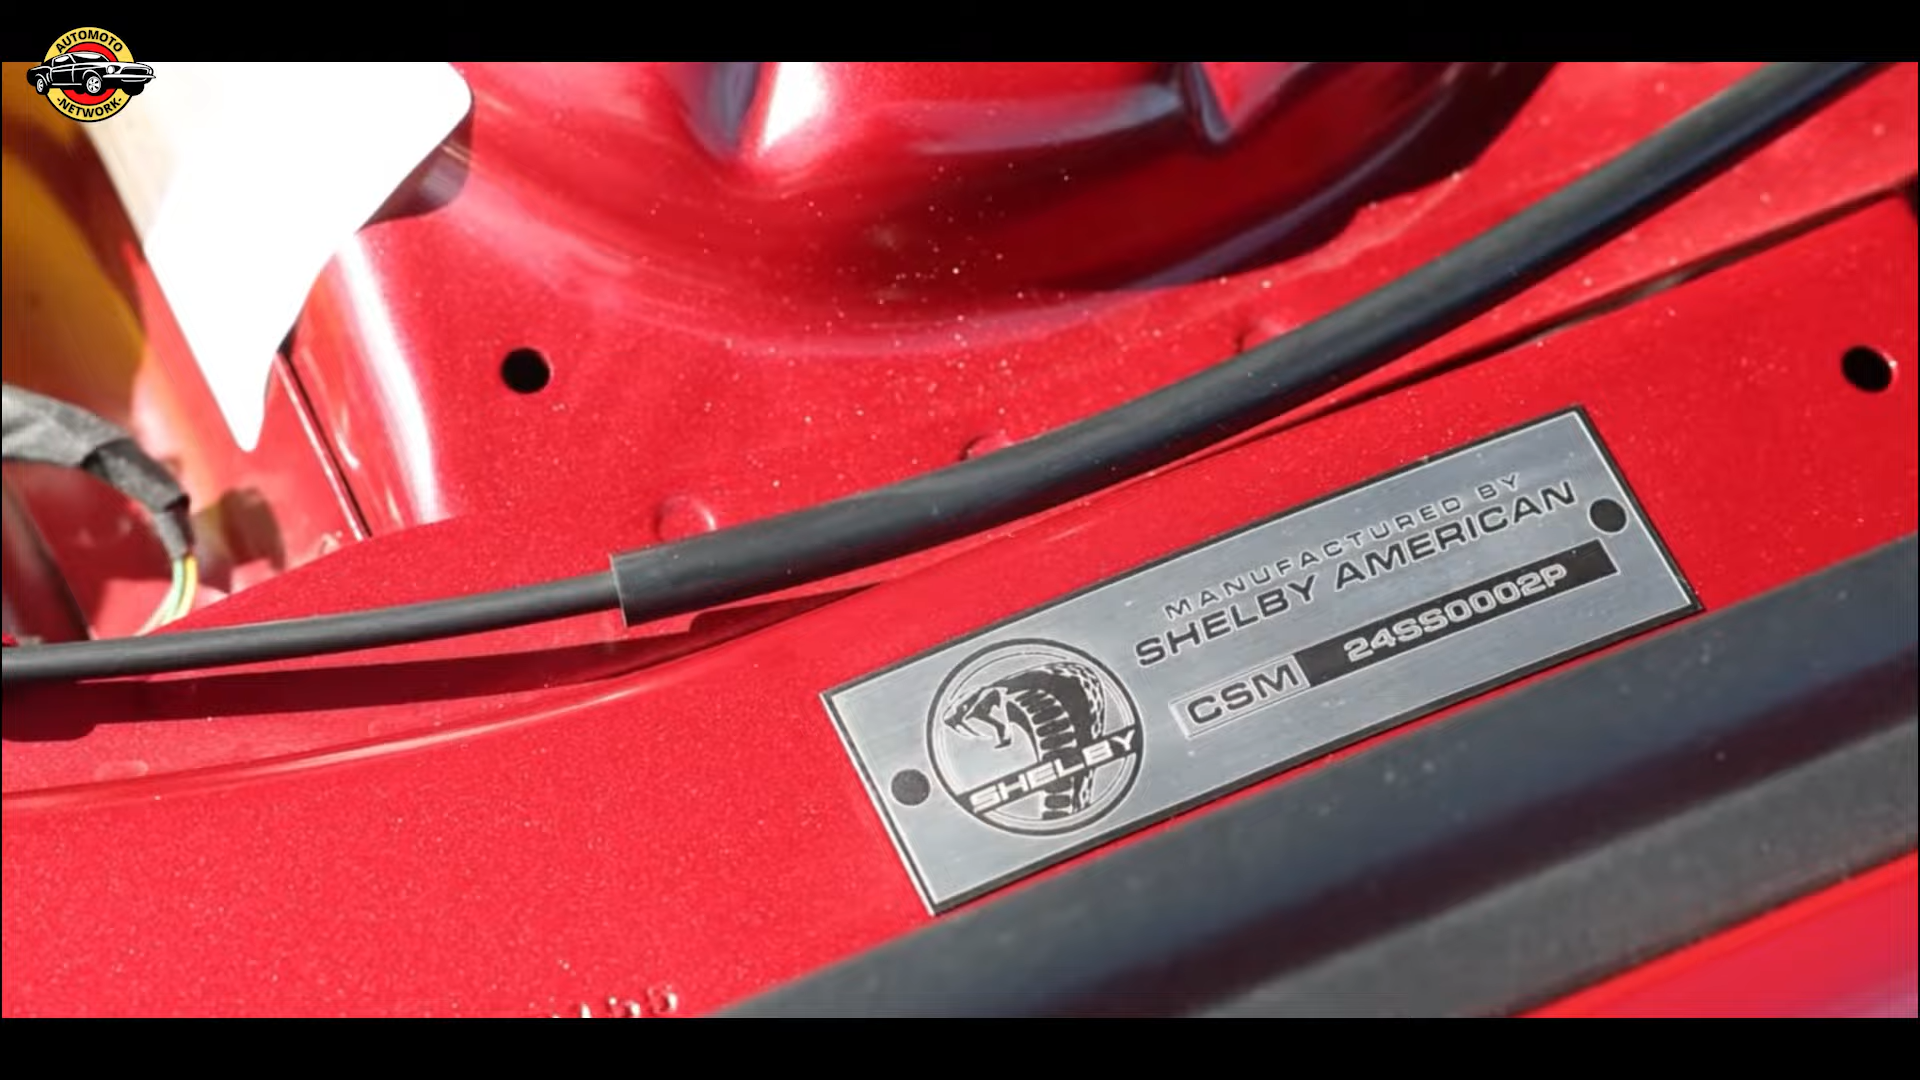 AUTOMOTO
-NETWORK-
MANUFACTURED BY
SHELBY AMERICAN
CSM 24SS0002P
SHELBY